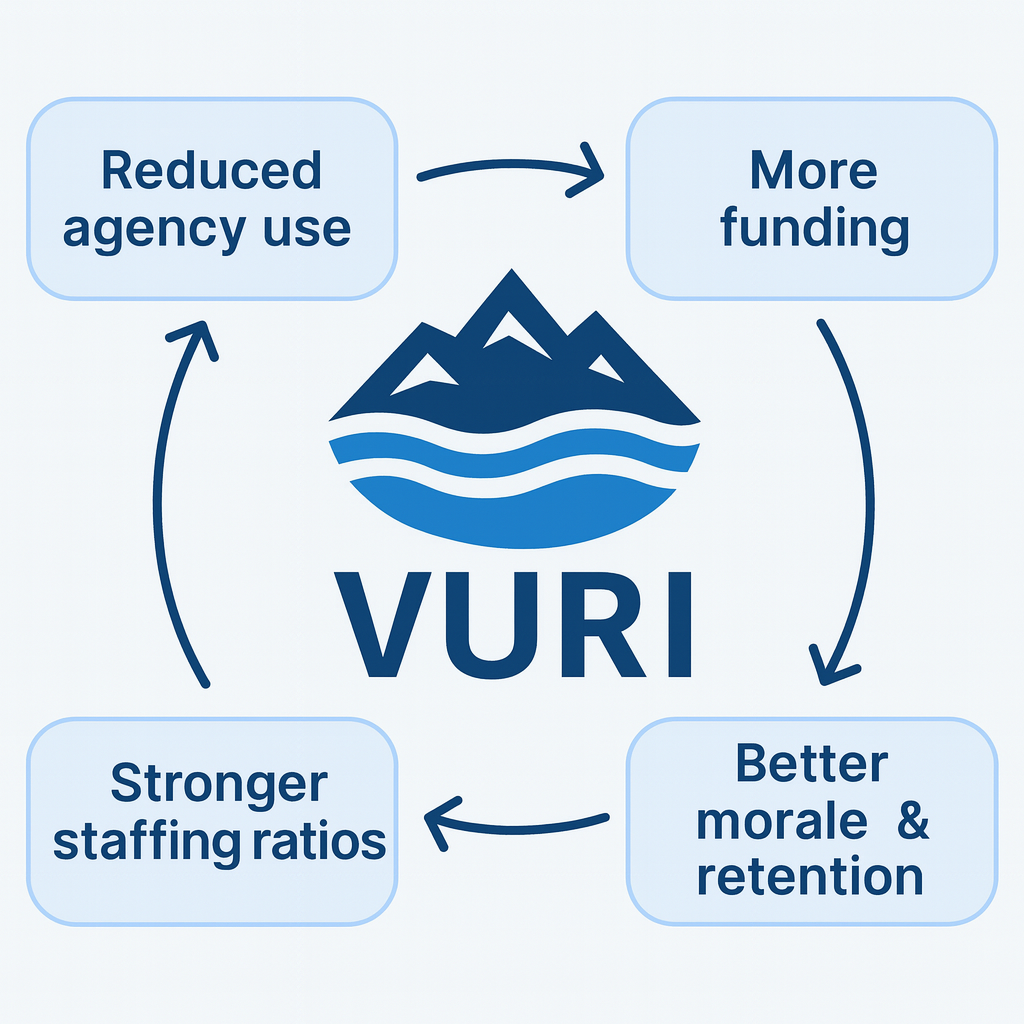 Reduced
agency use
More
funding
VURI
Stronger
staffing ratios
Better
morale &
retention